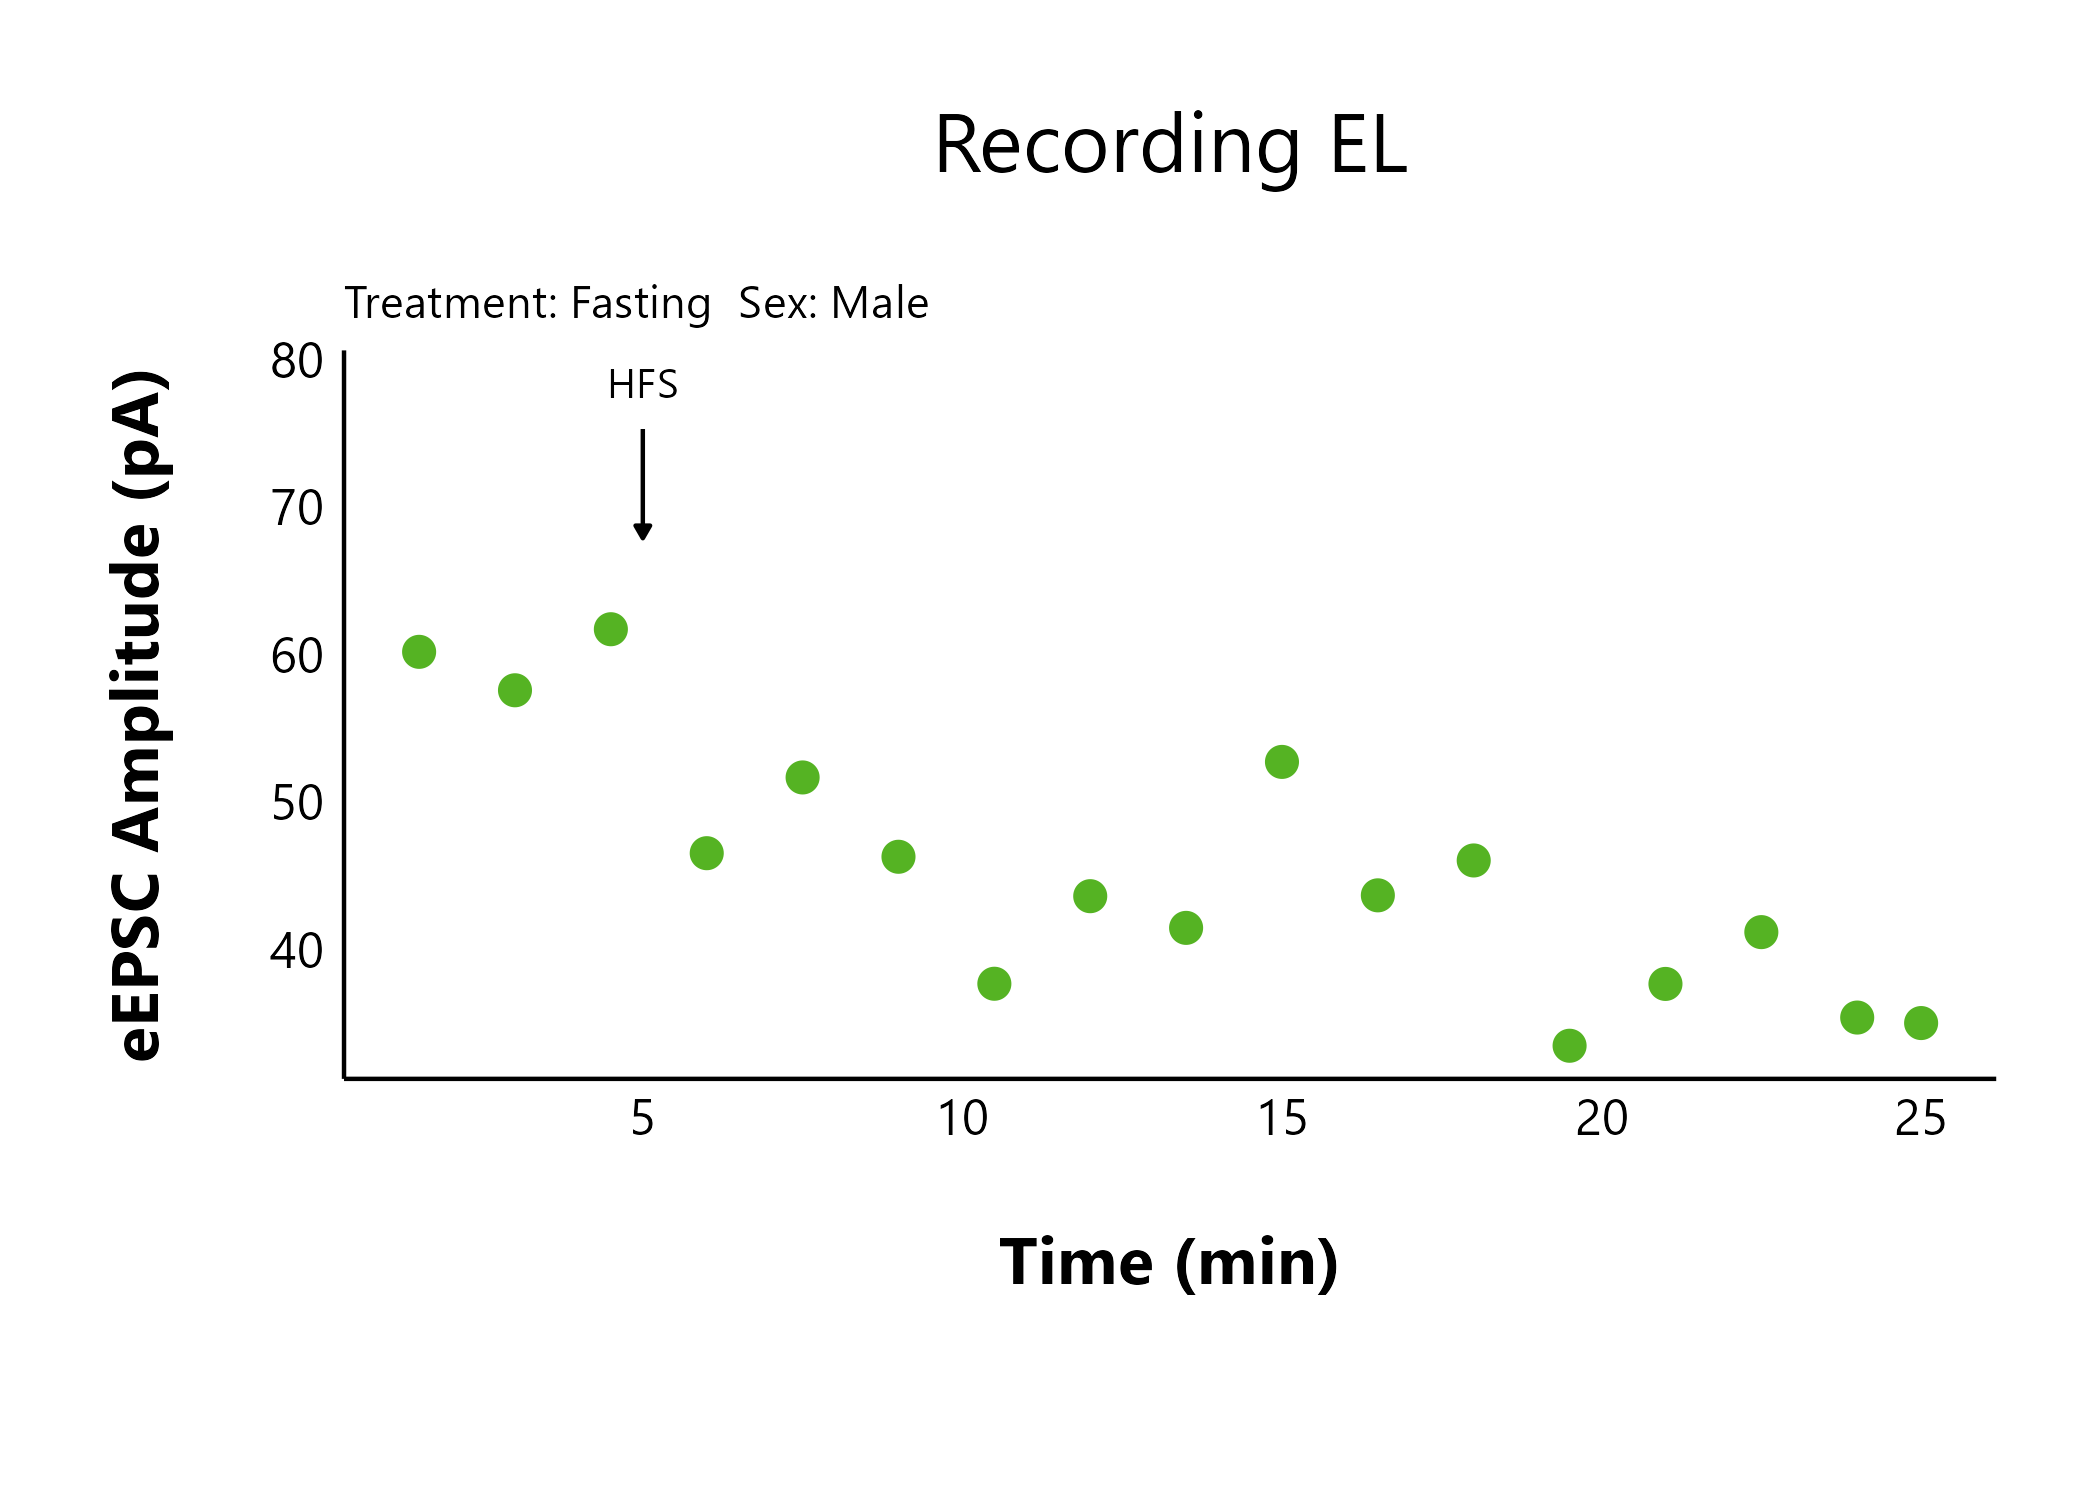 Recording EL
Treatment: Fasting  Sex: Male
HFS
eEPSC Amplitude (pA)
80
70
60
50
40
5 10 15 20 25
Time (min)